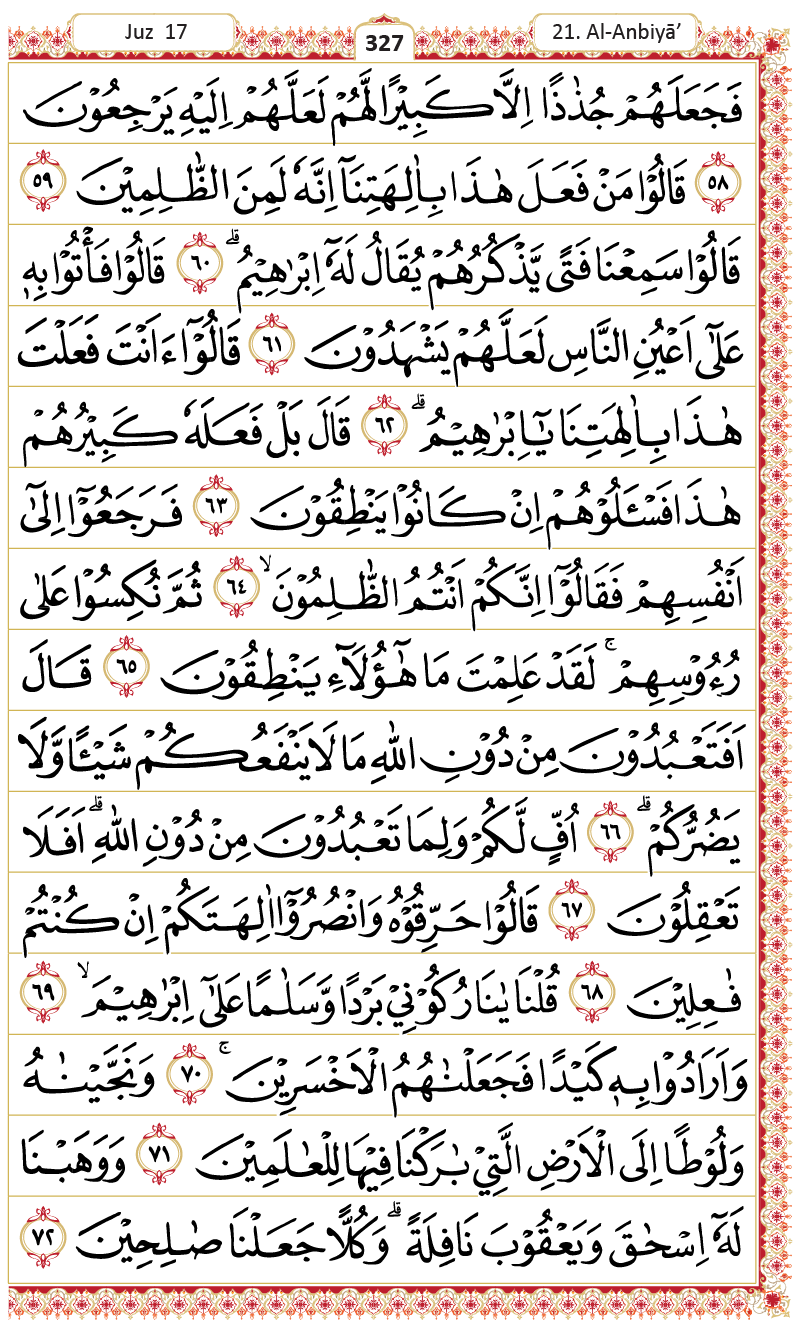 Juz 17
327
21. Al-Anbiyā’
فَجَعَلَهُمْ جُذٰذًا اِلَّا كَبِيْرًا لَّهُمْ لَعَلَّهُمْ اِلَيْهِ يَرْجِعُوْنَ
٥٨ قَالُوْا مَنْ فَعَلَ هٰذَا بِاٰلِهَتِنَآ اِنَّهٗ لَمِنَ الظّٰلِمِيْنَ ٥٩
قَالُوْا سَمِعْنَا فَتًى يَّذْكُرُهُمْ يُقَالُ لَهٗٓ اِبْرٰهِيْمُ ۗ ٦٠ قَالُوْا فَأْتُوْا بِهٖ
عَلٰٓى اَعْيُنِ النَّاسِ لَعَلَّهُمْ يَشْهَدُوْنَ ٦١ قَالُوْٓا ءَاَنْتَ فَعَلْتَ
هٰذَا بِاٰلِهَتِنَا يٰٓاِبْرٰهِيْمُ ۗ ٦٢ قَالَ بَلْ فَعَلَهٗ كَبِيْرُهُمْ
هٰذَا فَسْـَٔلُوْهُمْ اِنْ كَانُوْا يَنْطِقُوْنَ ٦٣ فَرَجَعُوْٓا اِلٰٓى
اَنْفُسِهِمْ فَقَالُوْٓا اِنَّكُمْ اَنْتُمُ الظّٰلِمُوْنَ ۙ ٦٤ ثُمَّ نُكِسُوْا عَلٰى
رُءُوْسِهِمْ ۚ لَقَدْ عَلِمْتَ مَا هٰٓؤُلَاۤءِ يَنْطِقُوْنَ ٦٥ قَالَ
اَفَتَعْبُدُوْنَ مِنْ دُوْنِ اللّٰهِ مَا لَا يَنْفَعُكُمْ شَيْـًٔا وَّلَا
يَضُرُّكُمْ ۗ ٦٦ اُفٍّ لَّكُمْ وَلِمَا تَعْبُدُوْنَ مِنْ دُوْنِ اللّٰهِ ۗ اَفَلَا
تَعْقِلُوْنَ ٦٧ قَالُوْا حَرِّقُوْهُ وَانْصُرُوْٓا اٰلِهَتَكُمْ اِنْ كُنْتُمْ
فٰعِلِيْنَ ٦٨ قُلْنَا يٰنَارُ كُوْنِيْ بَرْدًا وَّسَلٰمًا عَلٰٓى اِبْرٰهِيْمَ ۙ ٦٩
وَاَرَادُوْا بِهٖ كَيْدًا فَجَعَلْنٰهُمُ الْاَخْسَرِيْنَ ۚ ٧٠ وَنَجَّيْنٰهُ
وَلُوْطًا اِلَى الْاَرْضِ الَّتِيْ بٰرَكْنَا فِيْهَا لِلْعٰلَمِيْنَ ٧١ وَوَهَبْنَا
لَهٗٓ اِسْحٰقَ وَيَعْقُوْبَ نَافِلَةً ۗ وَكُلًّا جَعَلْنَا صٰلِحِيْنَ ٧٢